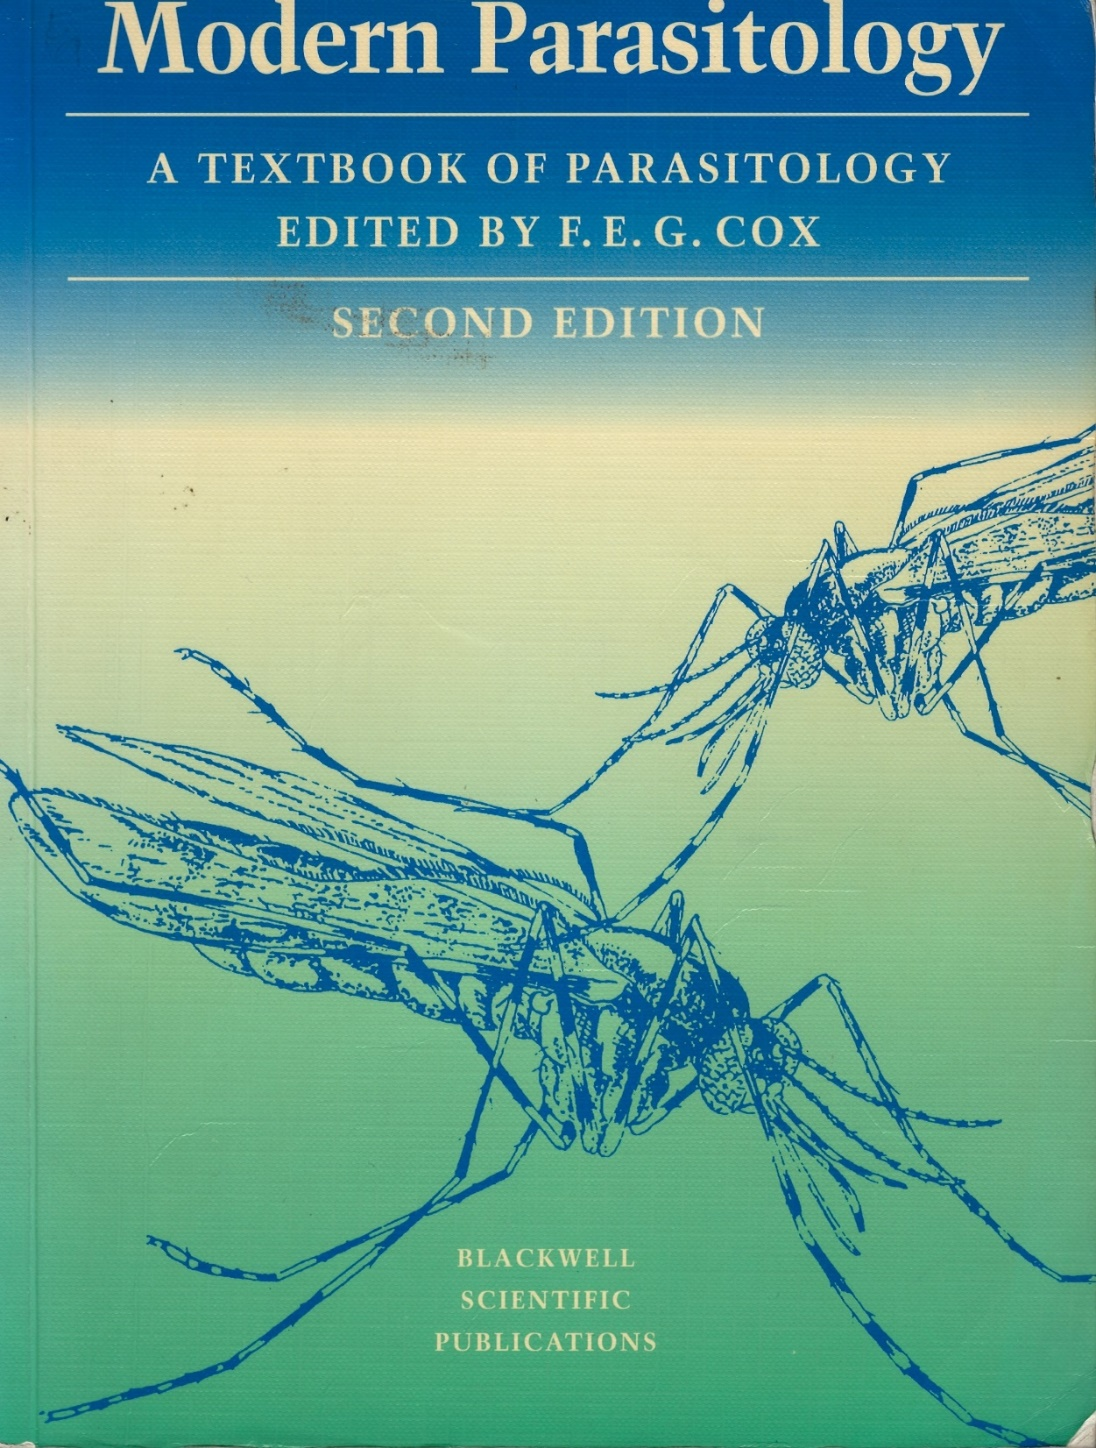 Modern Parasitology
A TEXTBOOK OF PARASITOLOGY
EDITED BY F. E. G. COX
SECOND EDITION
BLACKWELL
SCIENTIFIC
PUBLICATIONS